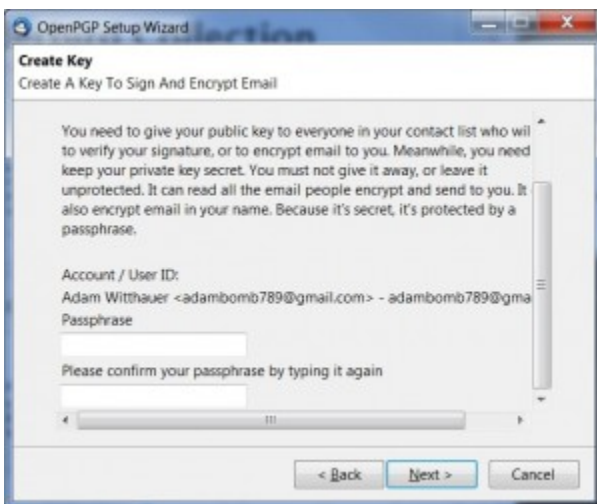 OpenPGP Setup Wizard
Create Key
Create A Key To Sign And Encrypt Email
You need to give your public key to everyone in your contact list who wil
to verify your signature, or to encrypt email to you. Meanwhile, you need
keep your private key secret. You must not give it away, or leave it
unprotected. It can read all the email people encrypt and send to you. It
also encrypt email in your name. Because it's secret, it's protected by a
passphrase.
Account / User ID:
Adam Witthauer <adambomb789@gmail.com> - adambomb789@gma
Passphrase
Please confirm your passphrase by typing it again
< Back Next > Cancel